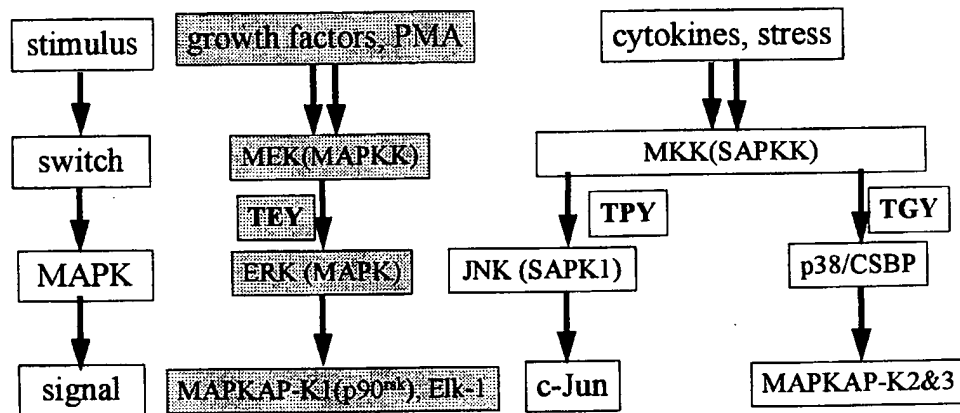 stimulus
growth factors, PMA
cytokines, stress
switch
MEK(MAPKK)
MKK(SAPKK)
TEY
TPY
TGY
MAPK
ERK (MAPK)
JNK (SAPK1)
p38/CSBP
signal
MAPKAP-K1(p90rsk), Elk-1
c-Jun
MAPKAP-K2&3